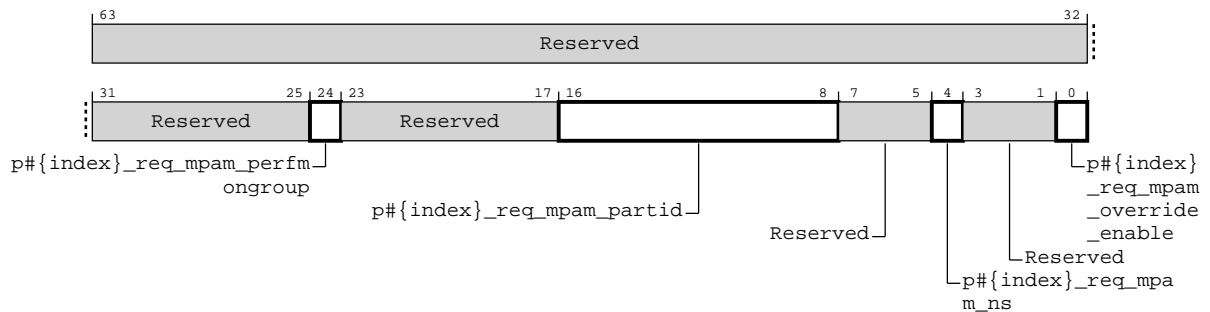 63 32
Reserved
31 25 24 23 17 16 8 7 5 4 3 1 0
Reserved Reserved
p#{index}_req_mpam_perfm
ongroup
p#{index}_req_mpam_partid
Reserved
p#{index}
_req_mpam
_override
_enable
Reserved
p#{index}_req_mpa
m_ns